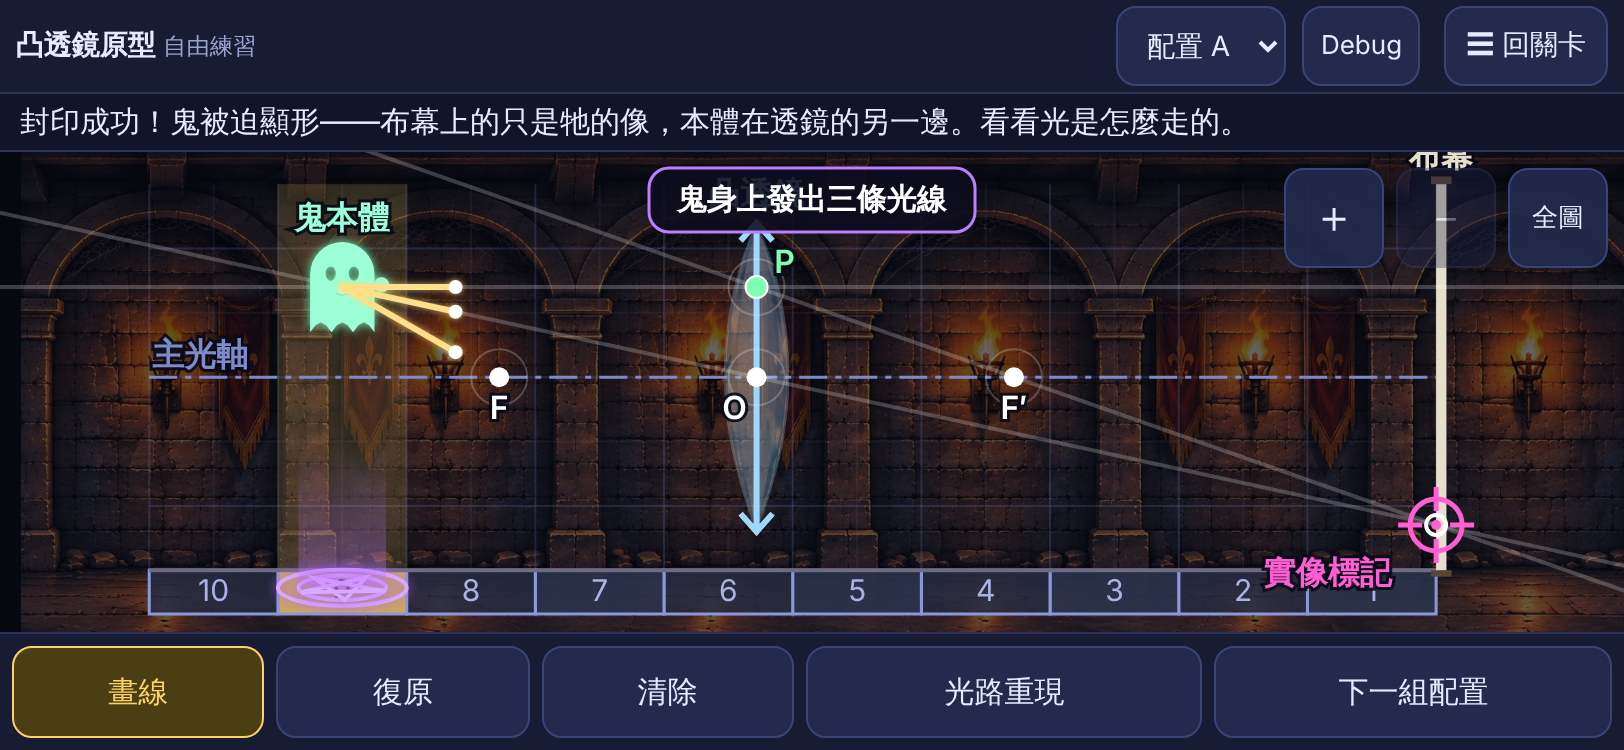 凸透鏡原型 自由練習
配置 A
Debug
☰ 回關卡
封印成功！鬼被迫顯形——布幕上的只是牠的像，本體在透鏡的另一邊。看看光是怎麼走的。
布幕
鬼身上發出三條光線
+
−
全圖
鬼本體
P
主光軸
F
O
F′
實像標記
10
8
7
6
5
4
3
2
1
畫線
復原
清除
光路重現
下一組配置